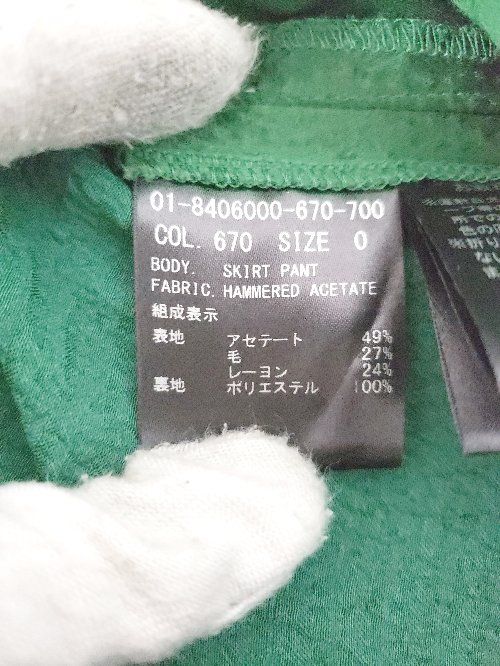 01-8406000-670-700
COL. 670 SIZE 0
BODY. SKIRT PANT
FABRIC. HAMMERED ACETATE
組成表示
表地 アセテート 49%
毛 27%
レーヨン 24%
裏地 ポリエステル 100%